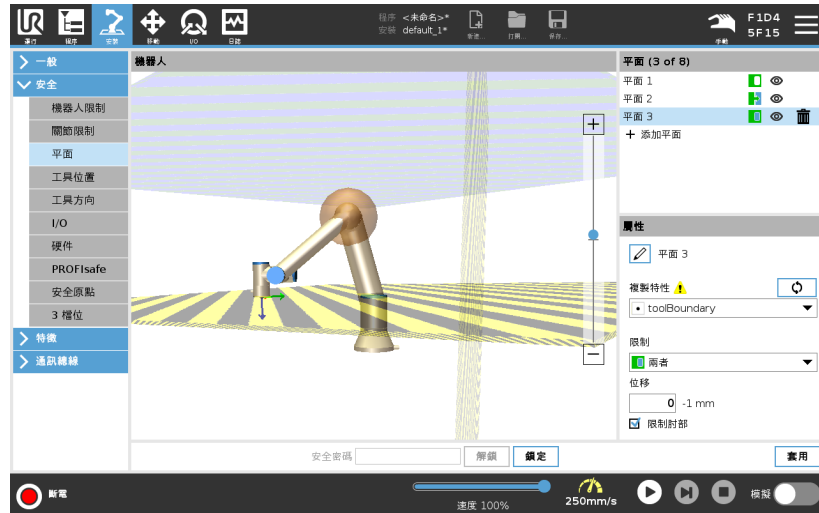 程序 <未命名>*
安裝 default_1*
F1D4
5F15
運行
程序
安裝
移動
I/O
日誌
新建...
打開...
保存...
手動
一般
安全
機器人限制
關節限制
平面
工具位置
工具方向
I/O
硬件
PROFIsafe
安全原點
3 檔位
特徵
通訊總線
機器人
平面 (3 of 8)
平面 1
平面 2
平面 3
添加平面
屬性
平面 3
複製特性
toolBoundary
限制
兩者
位移
0 -1 mm
限制肘部
安全密碼
解鎖
鎖定
套用
斷電
速度 100%
250mm/s
模擬